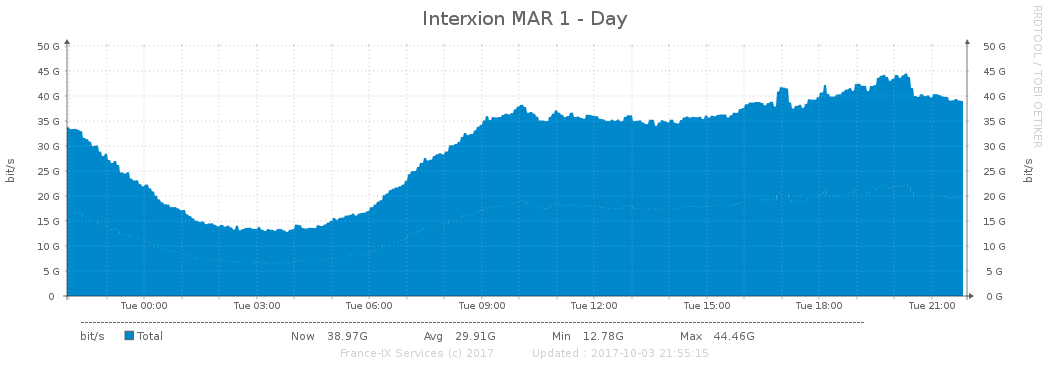 Interxion MAR 1 - Day
RRDTOOL / TOBI OETIKER
bit/s
bit/s
50 G 50 G
45 G 45 G
40 G 40 G
35 G 35 G
30 G 30 G
25 G 25 G
20 G 20 G
15 G 15 G
10 G 10 G
5 G 5 G
0 0 G
Tue 00:00 Tue 03:00 Tue 06:00 Tue 09:00 Tue 12:00 Tue 15:00 Tue 18:00 Tue 21:00
bit/s Total Now 38.97G Avg 29.91G Min 12.78G Max 44.46G
France-IX Services (c) 2017 Updated : 2017-10-03 21:55:15